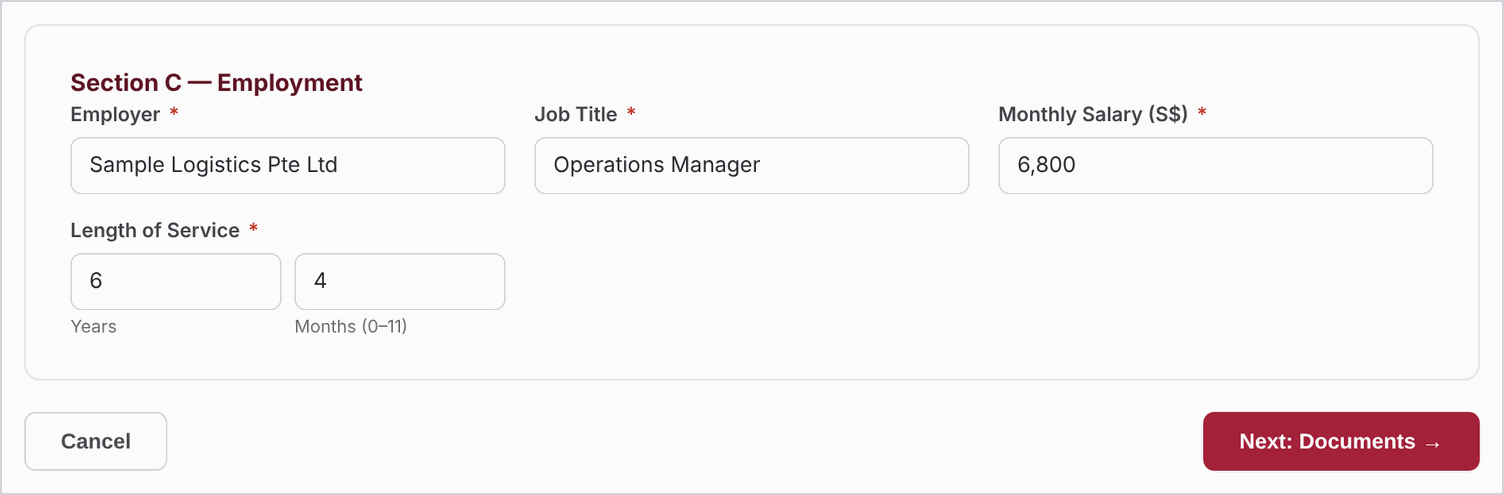 Section C — Employment
Employer *
Job Title *
Monthly Salary (S$) *
Sample Logistics Pte Ltd
Operations Manager
6,800
Length of Service *
6
4
Years
Months (0–11)
Cancel
Next: Documents →